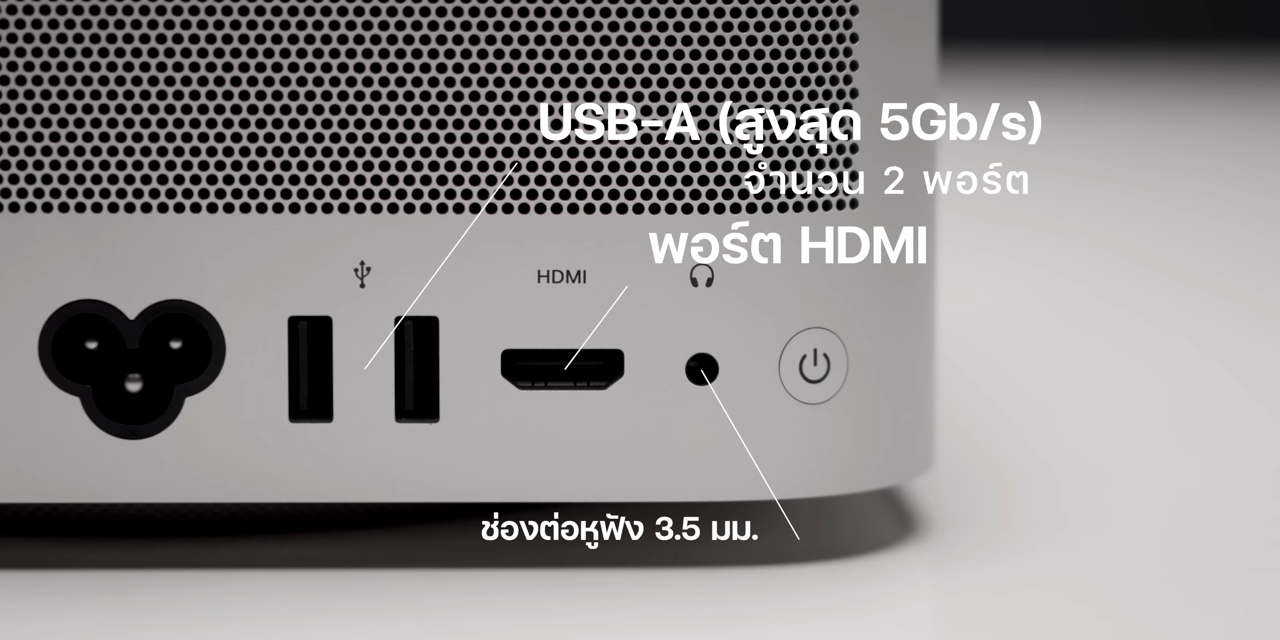 USB-A (สูงสุด 5Gb/s)
จำนวน 2 พอร์ต
พอร์ต HDMI
HDMI
ช่องต่อหูฟัง 3.5 มม.